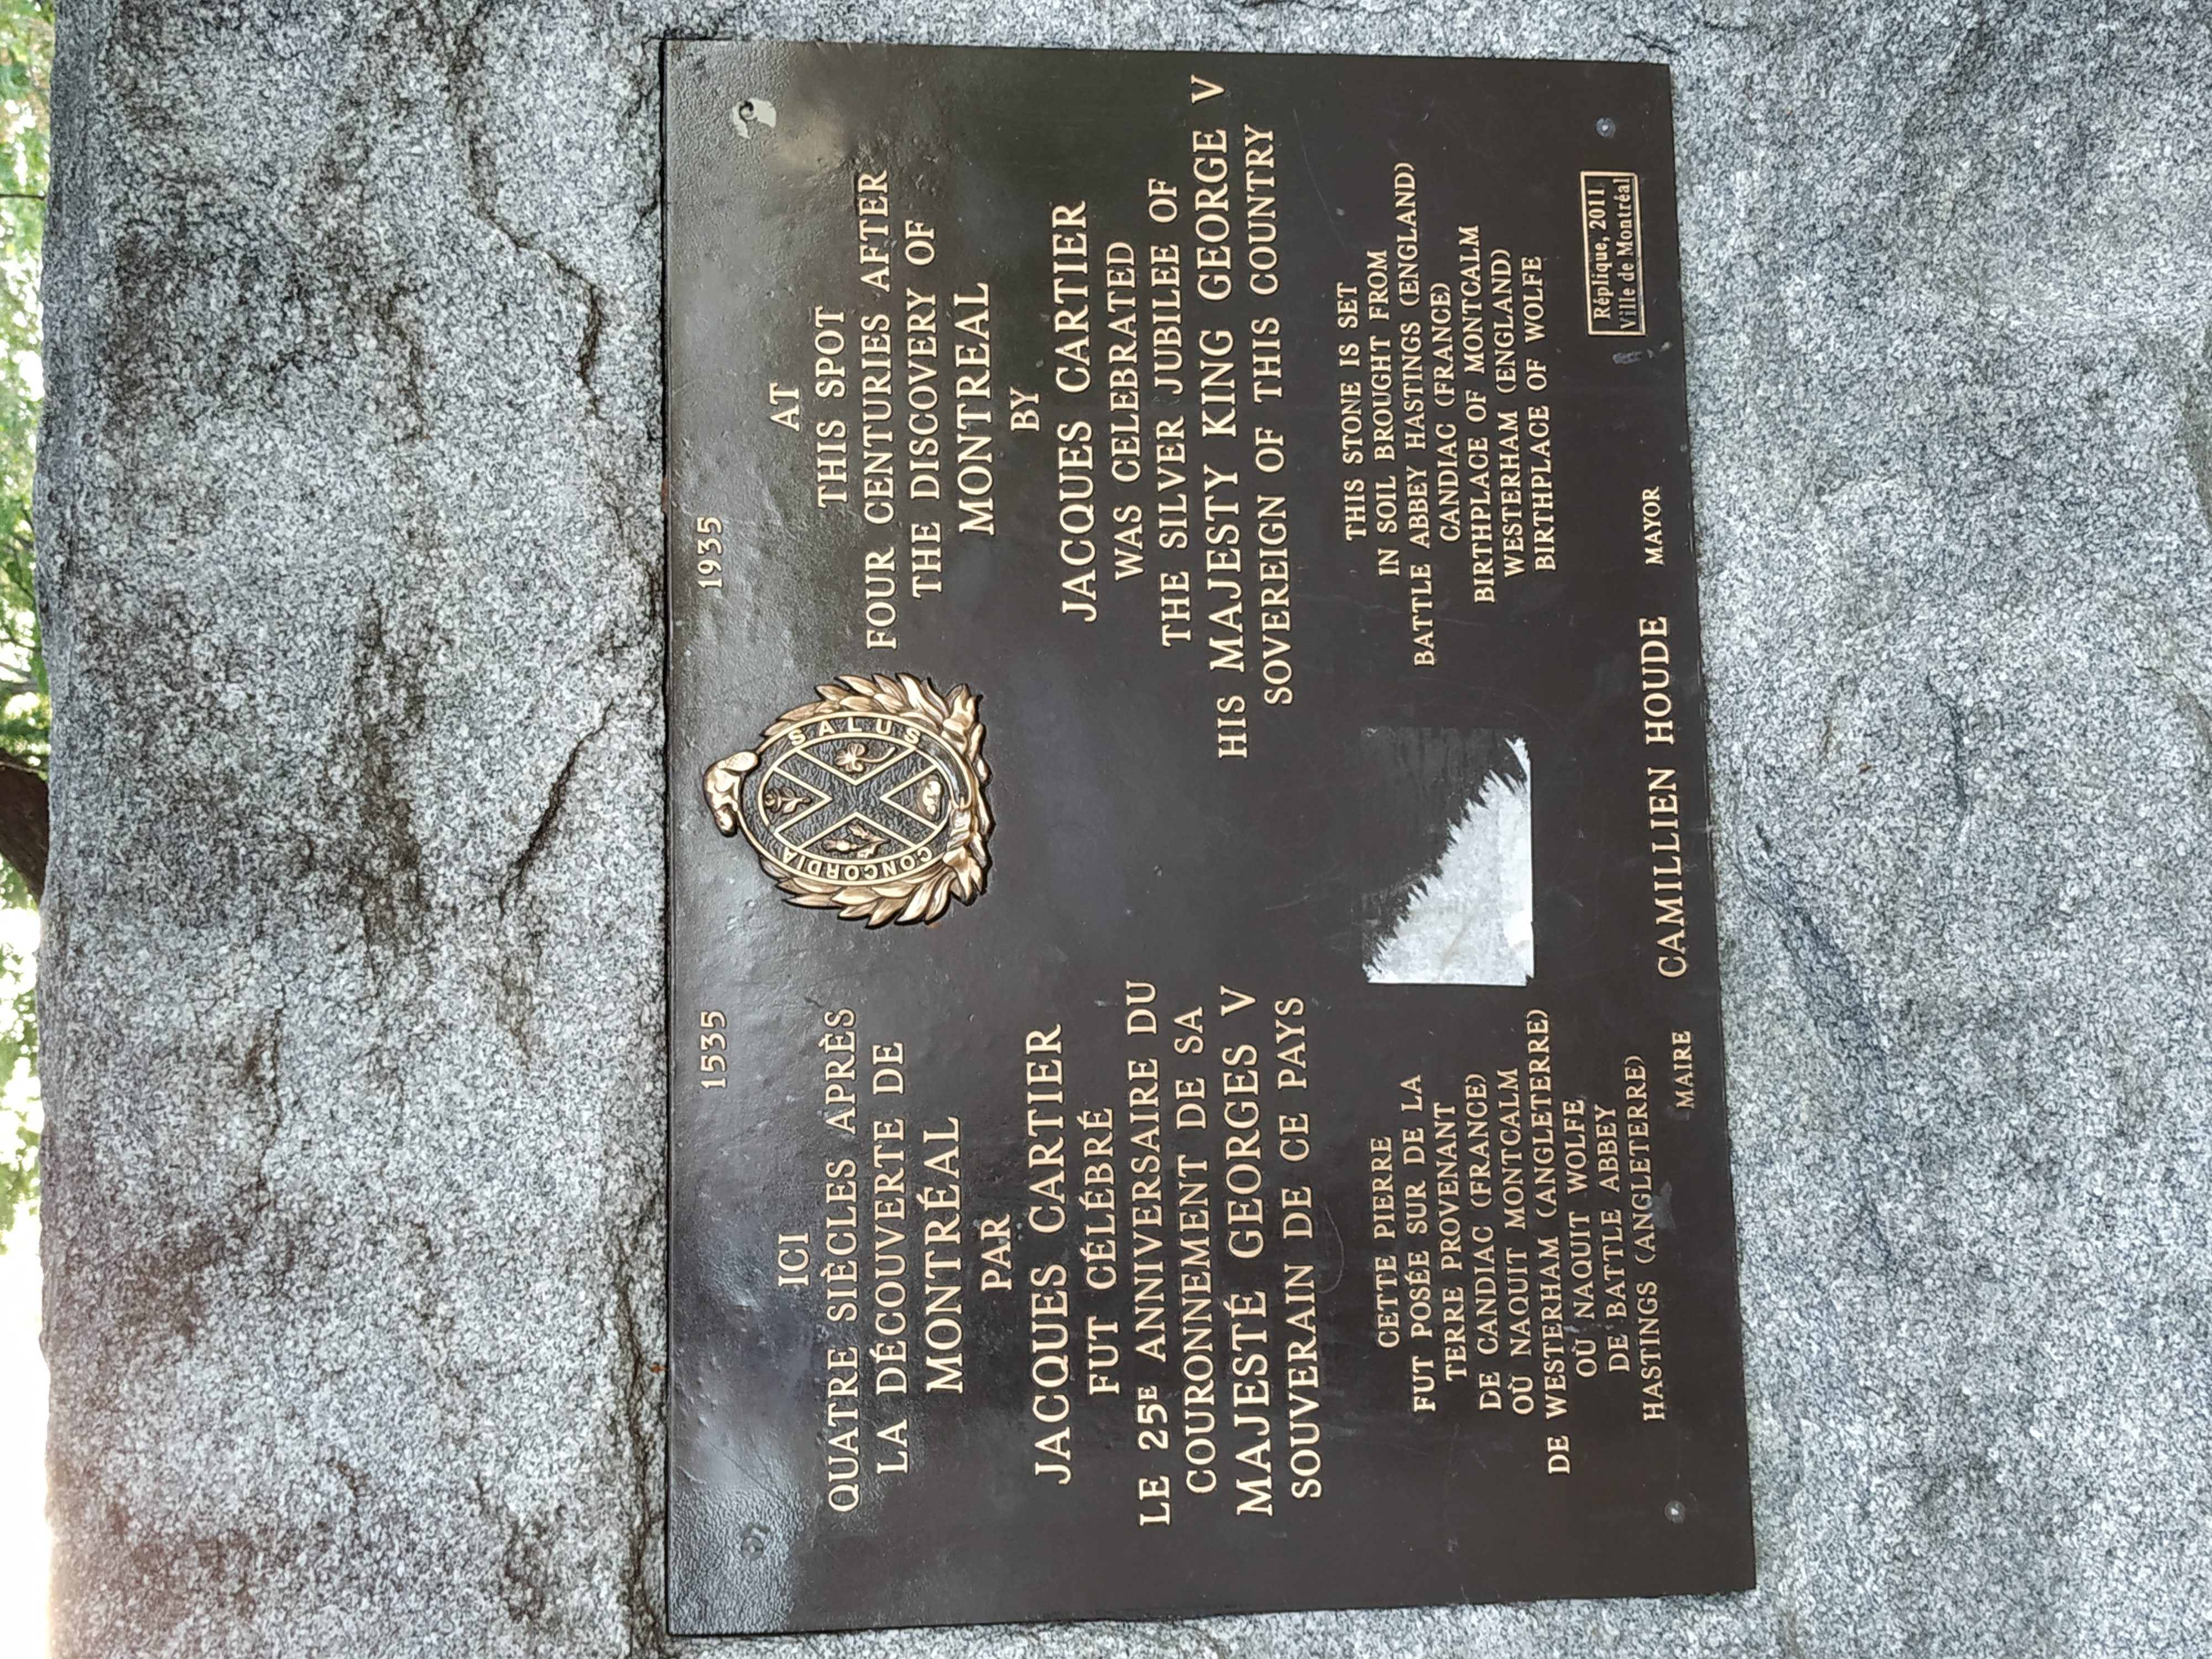 1535
ICI
QUATRE SIÈCLES APRÈS
LA DÉCOUVERTE DE
MONTRÉAL
PAR
JACQUES CARTIER
FUT CÉLÉBRÉ
LE 25E ANNIVERSAIRE DU
COURONNEMENT DE SA
MAJESTÉ GEORGES V
SOUVERAIN DE CE PAYS
CETTE PIERRE
FUT POSÉE SUR DE LA
TERRE PROVENANT
DE CANDIAC (FRANCE)
OÙ NAQUIT MONTCALM
DE WESTERHAM (ANGLETERRE)
OÙ NAQUIT WOLFE
DE BATTLE ABBEY
HASTINGS (ANGLETERRE)
CONCORDIA SALUS
1935
AT
THIS SPOT
FOUR CENTURIES AFTER
THE DISCOVERY OF
MONTREAL
BY
JACQUES CARTIER
WAS CELEBRATED
THE SILVER JUBILEE OF
HIS MAJESTY KING GEORGE V
SOVEREIGN OF THIS COUNTRY
THIS STONE IS SET
IN SOIL BROUGHT FROM
BATTLE ABBEY HASTINGS (ENGLAND)
CANDIAC (FRANCE)
BIRTHPLACE OF MONTCALM
WESTERHAM (ENGLAND)
BIRTHPLACE OF WOLFE
MAIRE CAMILLIEN HOUDE MAYOR
Réplique, 2011
Ville de Montréal